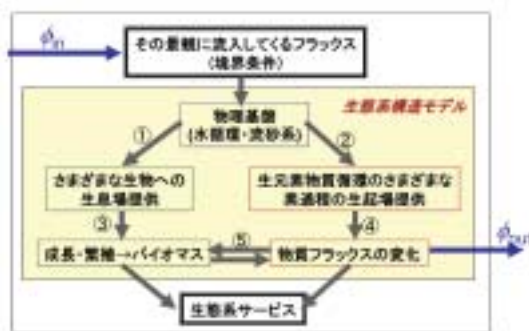 ϕin
その景観に流入してくるフラックス
(境界条件)
生態系構造モデル
物理基盤
(水循環・流砂系)
①
②
さまざまな生物への
生息場提供
生元素物質循環のさまざまな
素過程の生起場提供
③
④
⑤
成長・繁殖→バイオマス
物質フラックスの変化
ϕout
生態系サービス